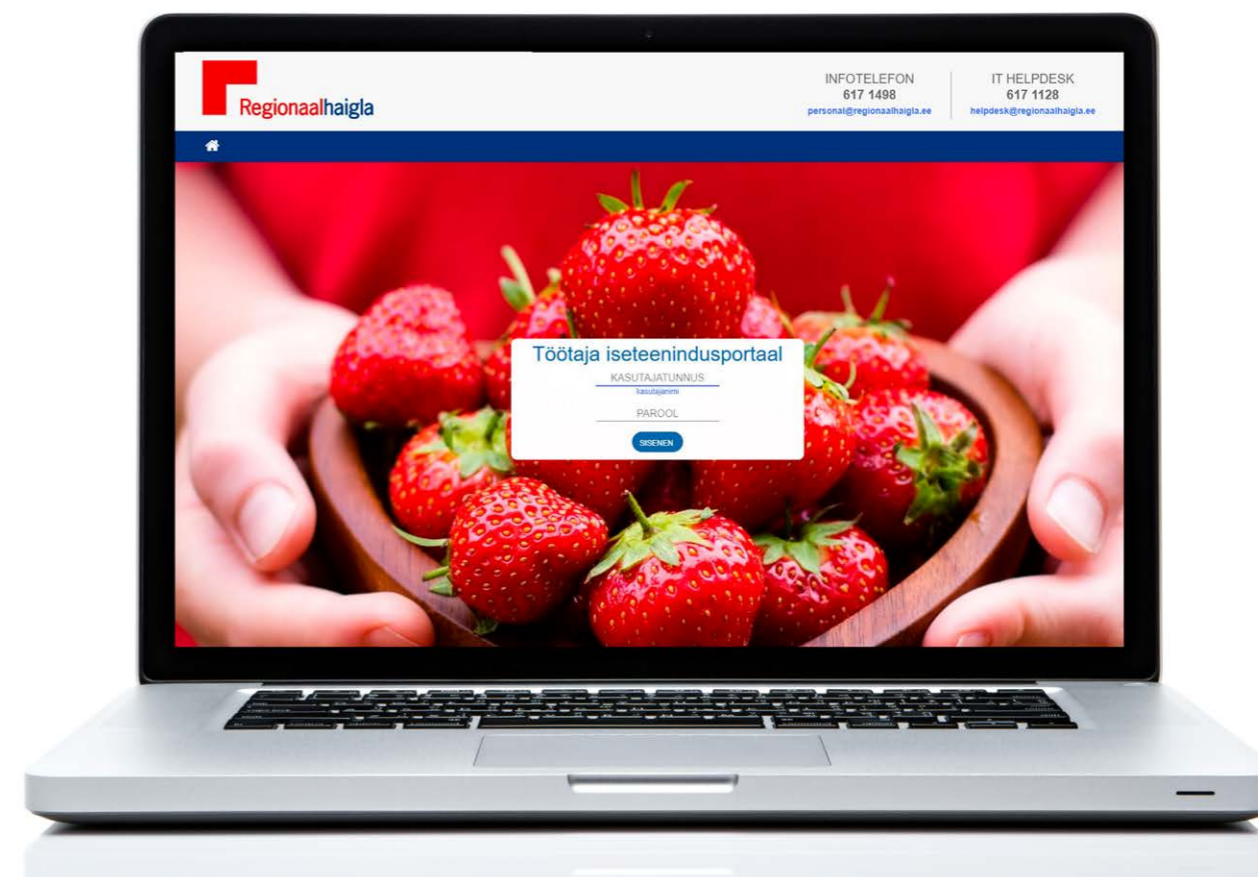 Regionaalhaigla
INFOTELEFON
617 1498
personal@regionaalhaigla.ee
IT HELPDESK
617 1128
helpdesk@regionaalhaigla.ee
Töötaja iseteenindusportaal
KASUTAJATUNNUS
kasutajanimi
PAROOL
SISENEN